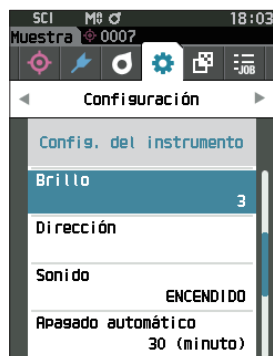 SCI M0 18:03
Muestra 0007
-JOB
Configuración
Config. del instrumento
Brillo
3
Dirección
Sonido
ENCENDIDO
Apagado automático
30 (minuto)